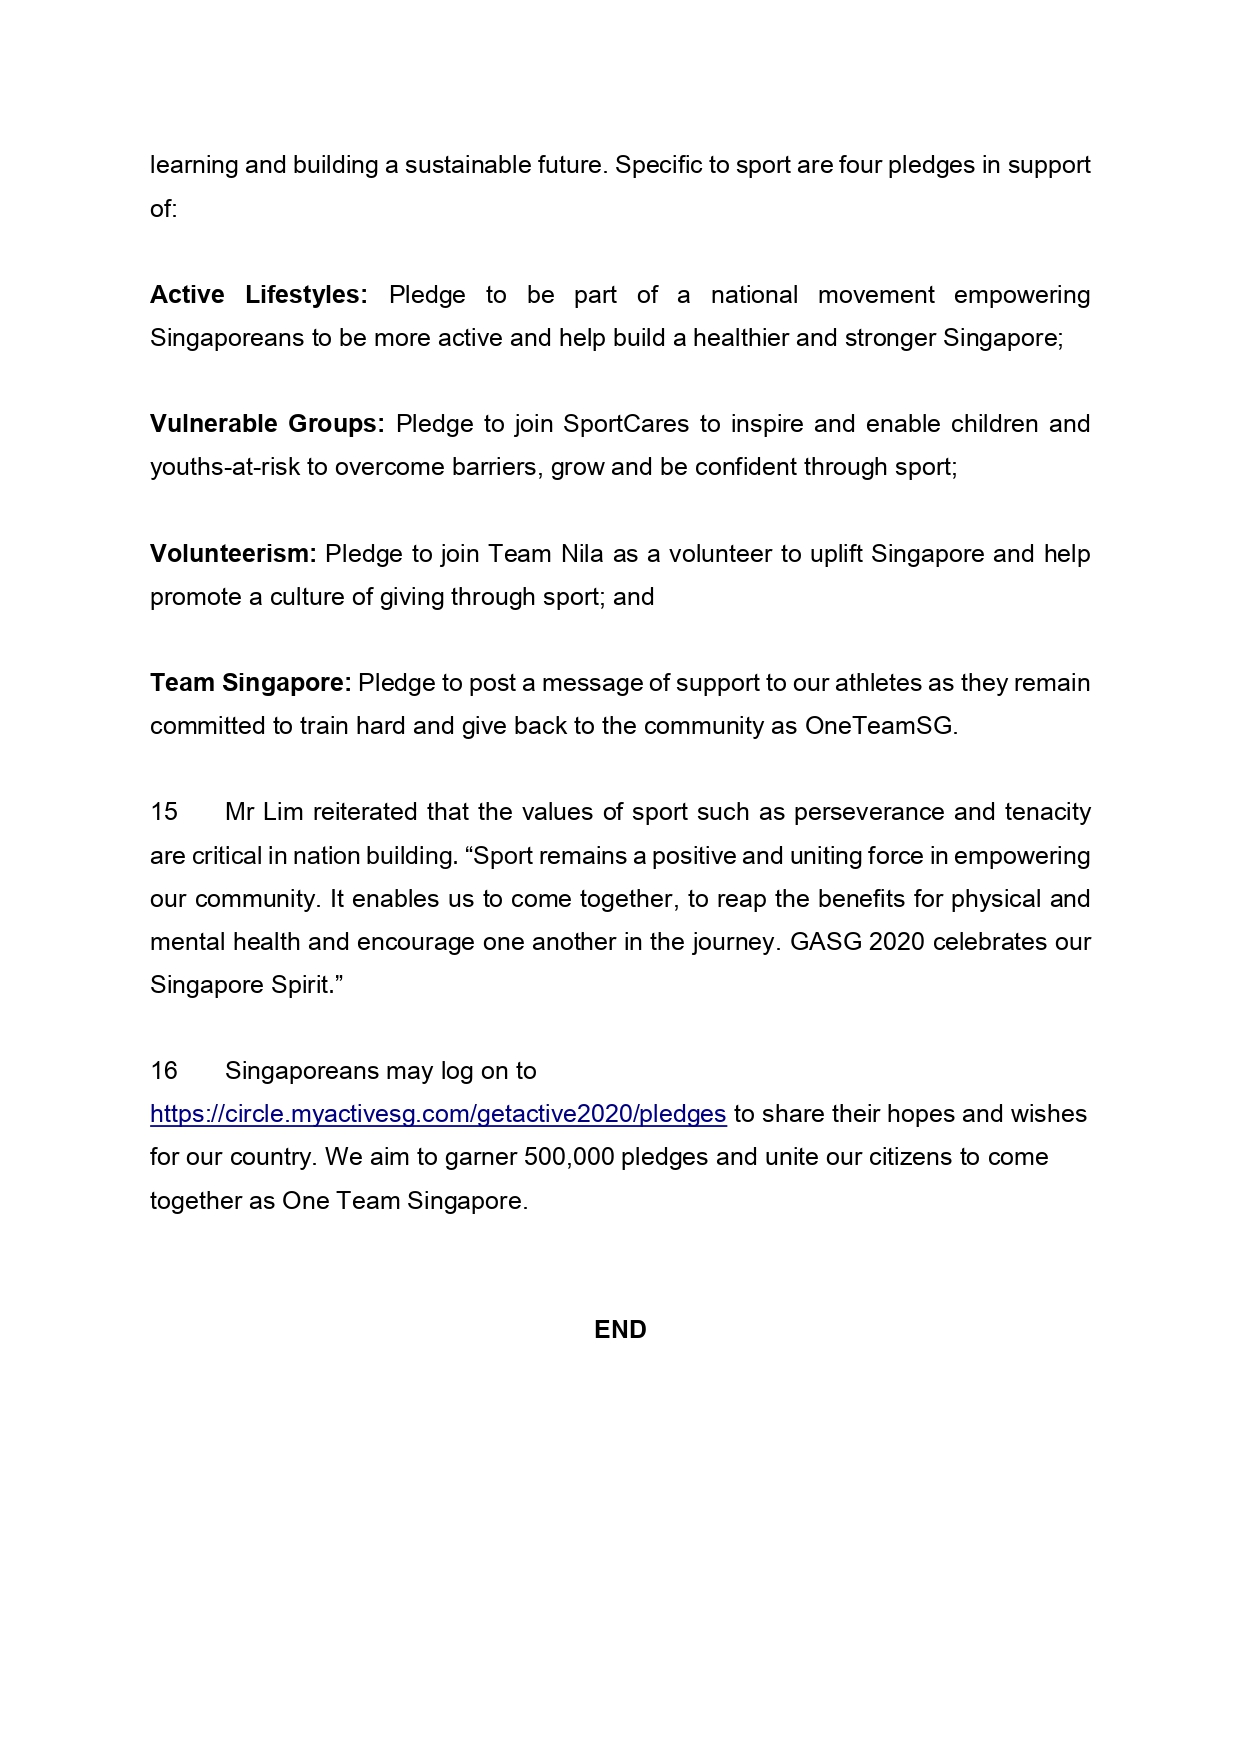 learning and building a sustainable future. Specific to sport are four pledges in support
of:
Active Lifestyles: Pledge to be part of a national movement empowering
Singaporeans to be more active and help build a healthier and stronger Singapore;
Vulnerable Groups: Pledge to join SportCares to inspire and enable children and
youths-at-risk to overcome barriers, grow and be confident through sport;
Volunteerism: Pledge to join Team Nila as a volunteer to uplift Singapore and help
promote a culture of giving through sport; and
Team Singapore: Pledge to post a message of support to our athletes as they remain
committed to train hard and give back to the community as OneTeamSG.
15 Mr Lim reiterated that the values of sport such as perseverance and tenacity
are critical in nation building. “Sport remains a positive and uniting force in empowering
our community. It enables us to come together, to reap the benefits for physical and
mental health and encourage one another in the journey. GASG 2020 celebrates our
Singapore Spirit.”
16 Singaporeans may log on to
https://circle.myactivesg.com/getactive2020/pledges to share their hopes and wishes
for our country. We aim to garner 500,000 pledges and unite our citizens to come
together as One Team Singapore.
END